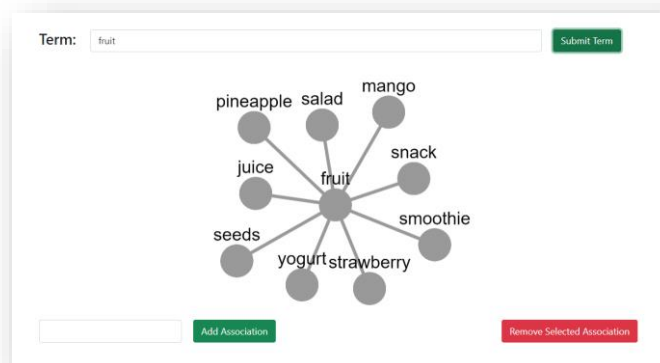 Term: fruit Submit Term
mango
pineapple salad
snack
juice
fruit
smoothie
seeds
yogurt strawberry
Add Association Remove Selected Association